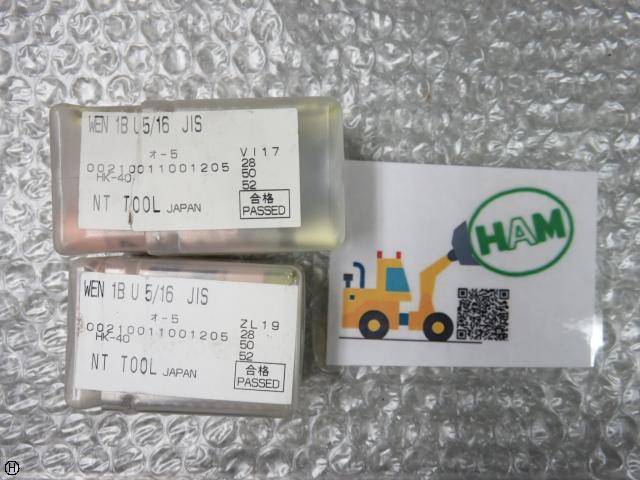 WEN 1B U 5/16 JIS
オ-5 VI17
00210011001205 28
HK-40 50
52
NT TOOL JAPAN
合格
PASSED
WEN 1B U 5/16 JIS
オ-5 ZL19
00210011001205 28
HK-40 50
52
NT TOOL JAPAN
合格
PASSED
HAM
H